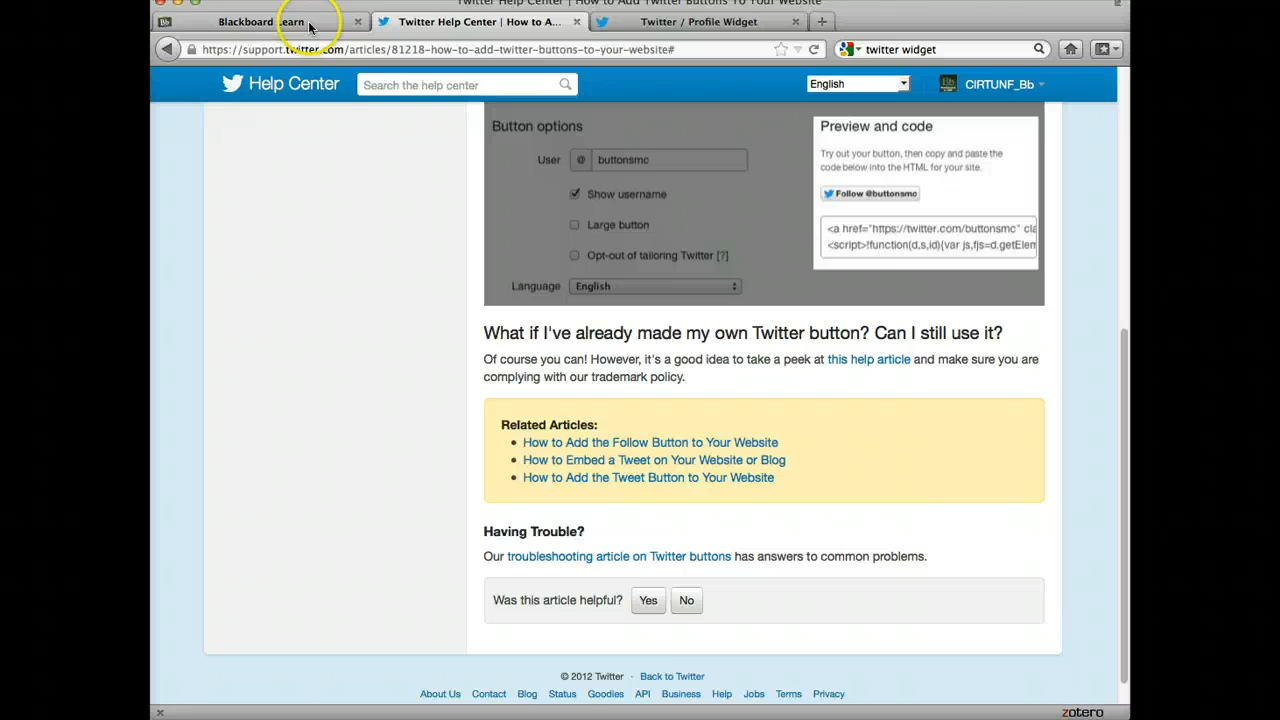 Twitter Help Center | How to Add Twitter Buttons To Your Website
Bb Blackboard Learn
Twitter Help Center | How to A...
Twitter / Profile Widget
https://support.twitter.com/articles/81218-how-to-add-twitter-buttons-to-your-website#
twitter widget
Help Center
Search the help center
English
Bb CIRTUNF_Bb
Button options
User @ buttonsmc
Show username
Large button
Opt-out of tailoring Twitter [?]
Language English
Preview and code
Try out your button, then copy and paste the
code below into the HTML for your site.
Follow @buttonsmc
<a href="https://twitter.com/buttonsmc" cla
<script>!function(d,s,id){var js,fjs=d.getElem
What if I've already made my own Twitter button? Can I still use it?
Of course you can! However, it's a good idea to take a peek at this help article and make sure you are
complying with our trademark policy.
Related Articles:
• How to Add the Follow Button to Your Website
• How to Embed a Tweet on Your Website or Blog
• How to Add the Tweet Button to Your Website
Having Trouble?
Our troubleshooting article on Twitter buttons has answers to common problems.
Was this article helpful? Yes No
© 2012 Twitter · Back to Twitter
About Us Contact Blog Status Goodies API Business Help Jobs Terms Privacy
zotero